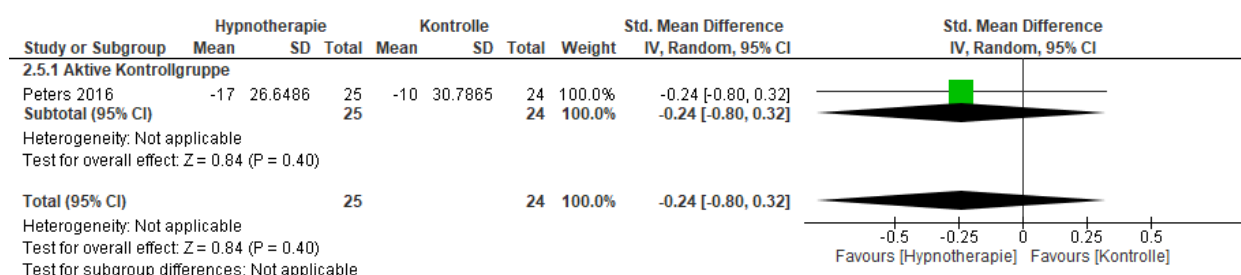 Hypnotherapie Kontrolle Std. Mean Difference Std. Mean Difference
Study or Subgroup Mean SD Total Mean SD Total Weight IV, Random, 95% CI IV, Random, 95% CI
2.5.1 Aktive Kontrollgruppe
Peters 2016 -17 26.6486 25 -10 30.7865 24 100.0% -0.24 [-0.80, 0.32]
Subtotal (95% CI) 25 24 100.0% -0.24 [-0.80, 0.32]
Heterogeneity: Not applicable
Test for overall effect: Z = 0.84 (P = 0.40)
Total (95% CI) 25 24 100.0% -0.24 [-0.80, 0.32]
Heterogeneity: Not applicable
Test for overall effect: Z = 0.84 (P = 0.40)
Test for subgroup differences: Not applicable
-0.5 -0.25 0 0.25 0.5
Favours [Hypnotherapie] Favours [Kontrolle]